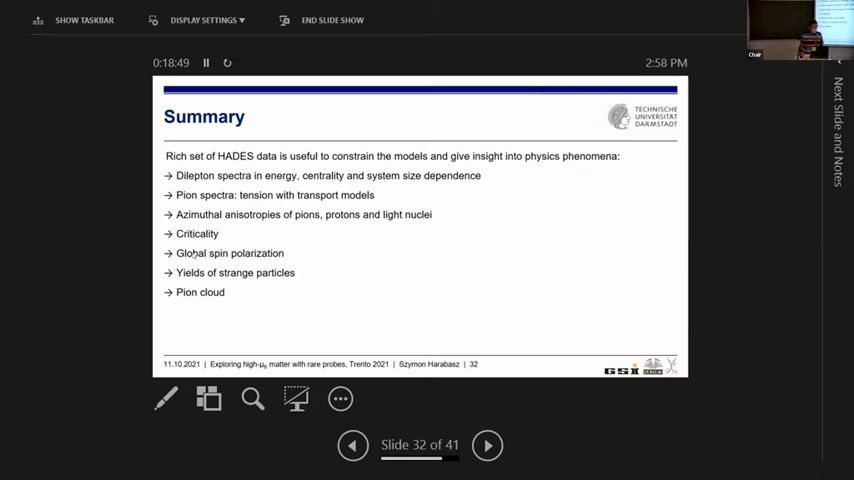 SHOW TASKBAR
DISPLAY SETTINGS ▼
END SLIDE SHOW
Chair
0:18:49
2:58 PM
Next Slide and Notes
Summary
TECHNISCHE
UNIVERSITÄT
DARMSTADT
Rich set of HADES data is useful to constrain the models and give insight into physics phenomena:
→ Dilepton spectra in energy, centrality and system size dependence
→ Pion spectra: tension with transport models
→ Azimuthal anisotropies of pions, protons and light nuclei
→ Criticality
→ Global spin polarization
→ Yields of strange particles
→ Pion cloud
11.10.2021 | Exploring high-μB matter with rare probes, Trento 2021 | Szymon Harabasz | 32
GSI
Slide 32 of 41